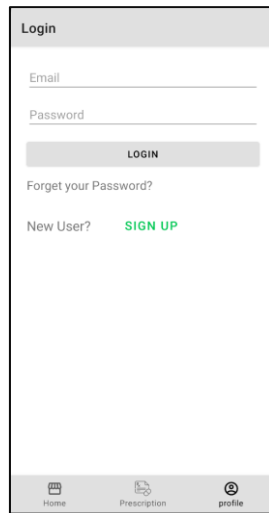 Login
Email
Password
LOGIN
Forget your Password?
New User? SIGN UP
Home Prescription profile